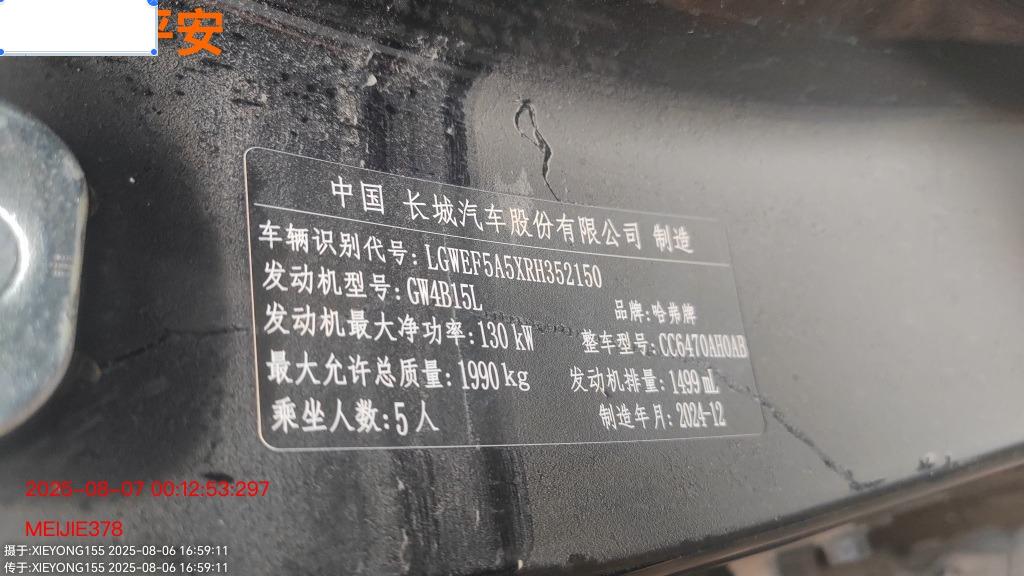 平安
中国 长城汽车股份有限公司 制造
车辆识别代号: LGWEF5A5XRH352150
发动机型号: GW4B15L
品牌: 哈弗牌
发动机最大净功率: 130 kW
整车型号: CC6470AH0AB
最大允许总质量: 1990 kg
发动机排量: 1499 mL
乘坐人数: 5 人
制造年月: 2024-12
2025-08-07 00:12:53:297
MEIJIE378
摄于:XIEYONG155 2025-08-06 16:59:11
传于:XIEYONG155 2025-08-06 16:59:11